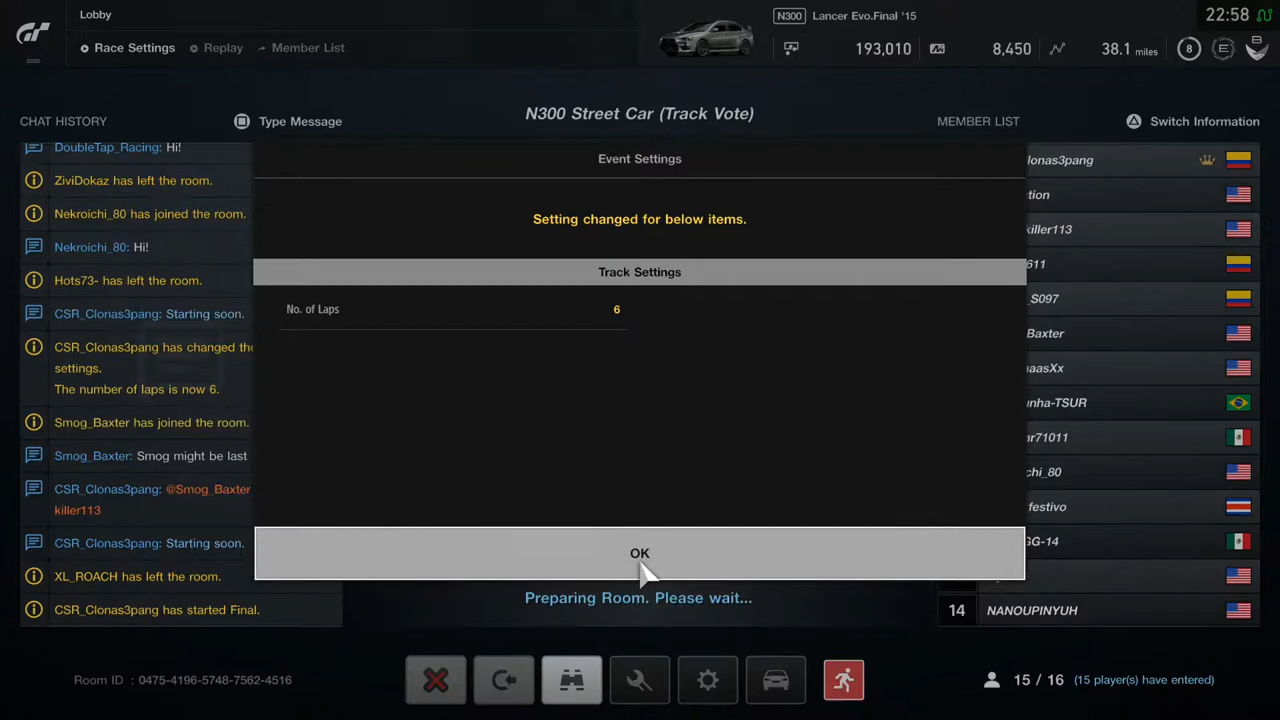 Lobby
Race Settings
Replay
Member List
N300 Lancer Evo.Final '15
193,010
8,450
38.1 miles
8
E
B
22:58
CHAT HISTORY
Type Message
N300 Street Car (Track Vote)
MEMBER LIST
Switch Information
DoubleTap_Racing: Hi!
ZiviDokaz has left the room.
Nekroichi_80 has joined the room.
Nekroichi_80: Hi!
Hots73- has left the room.
CSR_Clonas3pang: Starting soon.
CSR_Clonas3pang has changed the
settings.
The number of laps is now 6.
Smog_Baxter has joined the room.
Smog_Baxter: Smog might be last
CSR_Clonas3pang: @Smog_Baxter
killer113
CSR_Clonas3pang: Starting soon.
XL_ROACH has left the room.
CSR_Clonas3pang has started Final.
Event Settings
Setting changed for below items.
Track Settings
No. of Laps 6
OK
Preparing Room. Please wait...
lonas3pang
tion
killer113
611
_S097
Baxter
aasXx
unha-TSUR
ar71011
chi_80
festivo
GG-14
14 NANOUPINYUH
Room ID : 0475-4196-5748-7562-4516
15 / 16 (15 player(s) have entered)